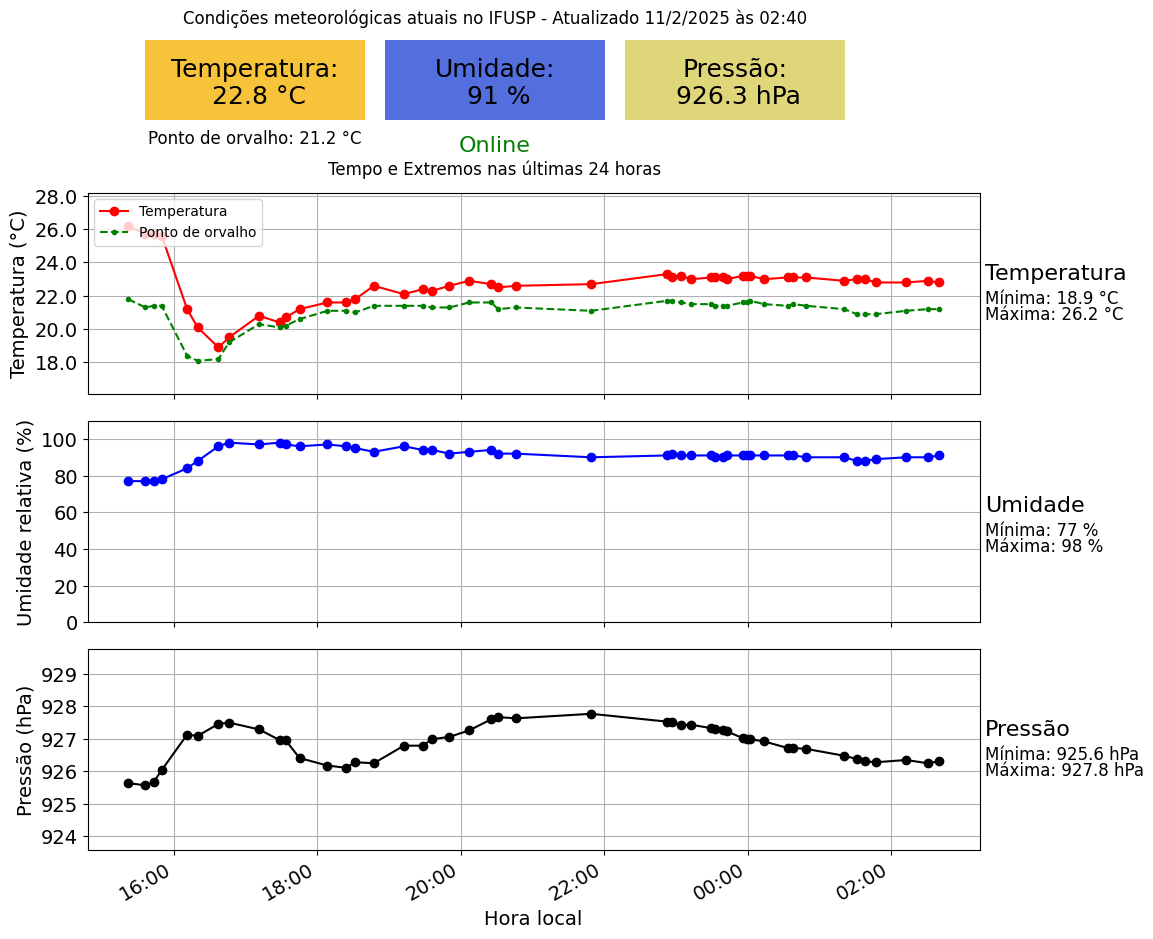 Condições meteorológicas atuais no IFUSP - Atualizado 11/2/2025 às 02:40
Temperatura:
22.8 °C
Umidade:
91 %
Pressão:
926.3 hPa
Ponto de orvalho: 21.2 °C
Online
Tempo e Extremos nas últimas 24 horas
Temperatura (°C)
28.0
26.0
24.0
22.0
20.0
18.0
Temperatura
Ponto de orvalho
Temperatura
Mínima: 18.9 °C
Máxima: 26.2 °C
Umidade relativa (%)
100
80
60
40
20
0
Umidade
Mínima: 77 %
Máxima: 98 %
Pressão (hPa)
929
928
927
926
925
924
Pressão
Mínima: 925.6 hPa
Máxima: 927.8 hPa
16:00
18:00
20:00
22:00
00:00
02:00
Hora local